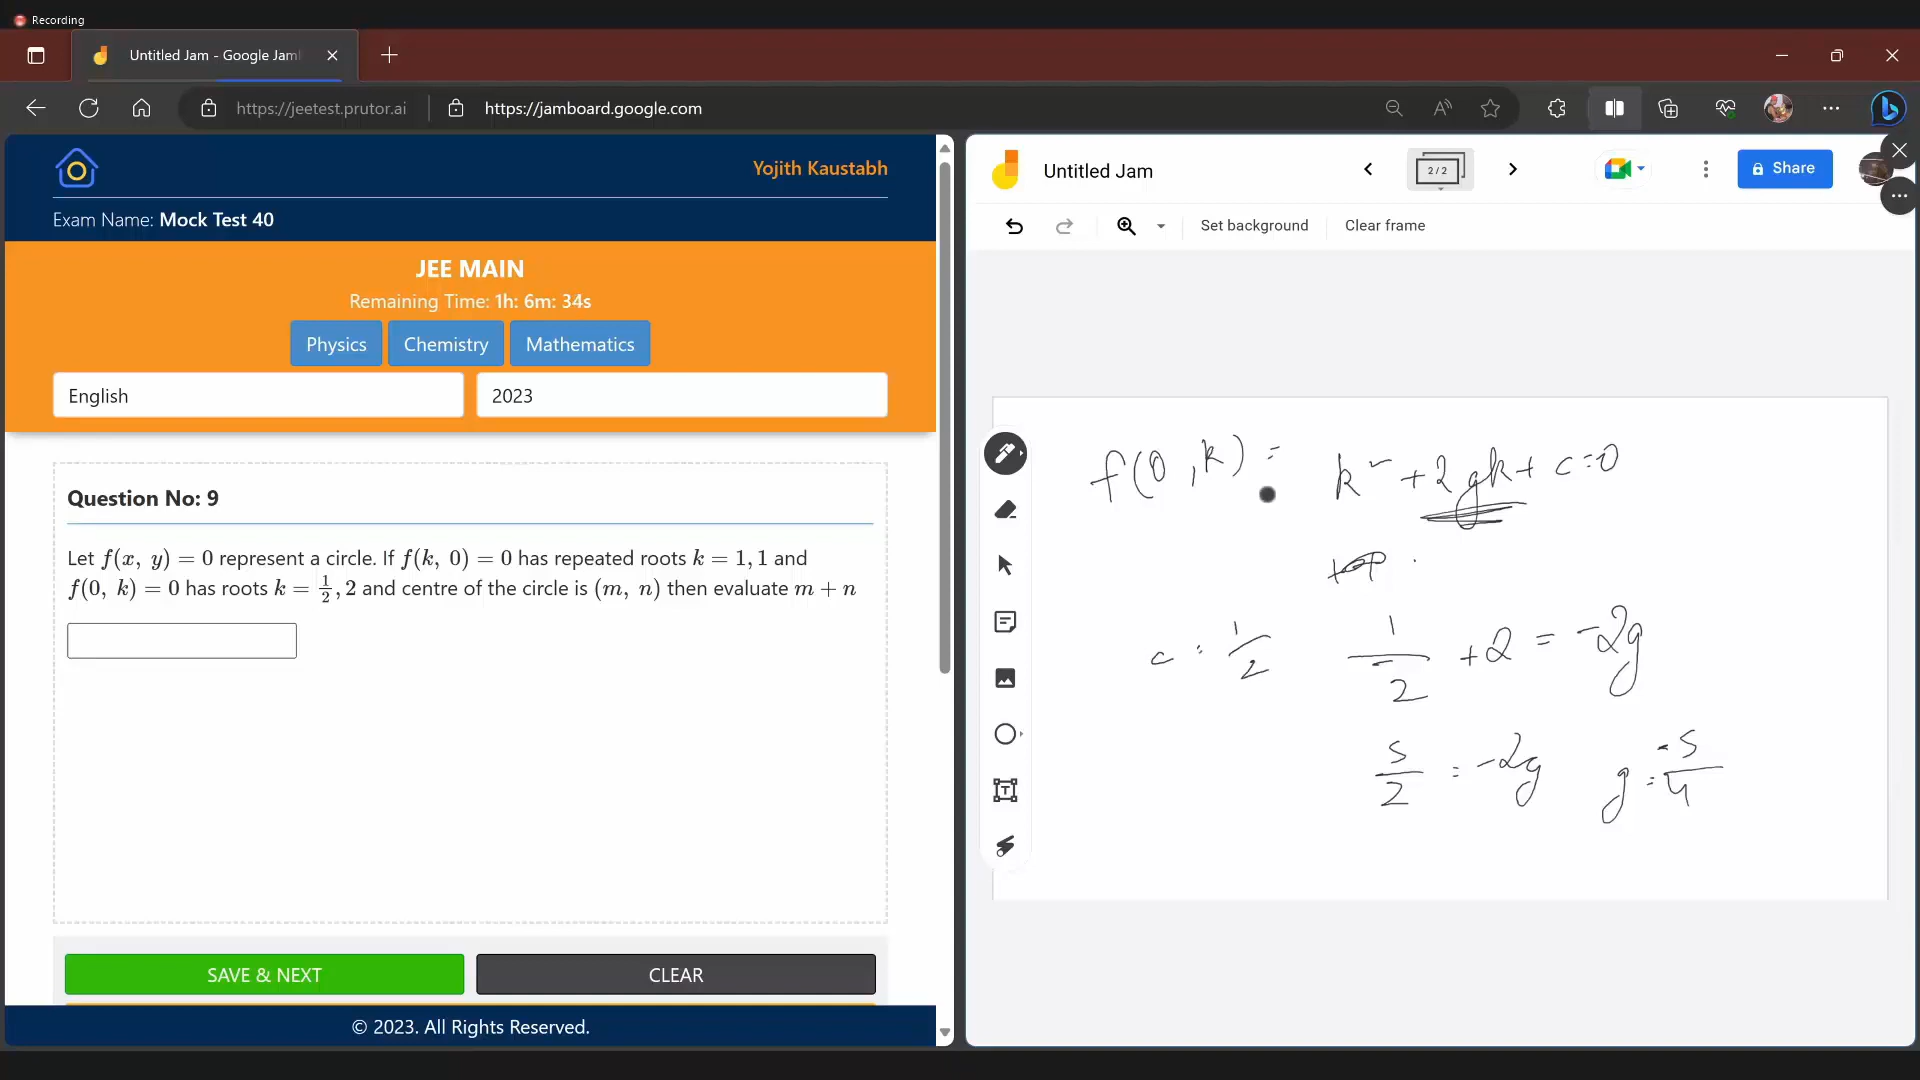 Recording
Untitled Jam - Google Jam
https://jeetest.prutor.ai
https://jamboard.google.com
Yojith Kaustabh
Exam Name: Mock Test 40
JEE MAIN
Remaining Time: 1h: 6m: 34s
Physics Chemistry Mathematics
English 2023
Question No: 9
Let f(x, y) = 0 represent a circle. If f(k, 0) = 0 has repeated roots k = 1, 1 and
f(0, k) = 0 has roots k = 1/2, 2 and centre of the circle is (m, n) then evaluate m + n
SAVE & NEXT CLEAR
© 2023. All Rights Reserved.
Untitled Jam
2 / 2
Share
Set background Clear frame
f(0, k) = k² + 2gk + c = 0
c = 1/2 1/2 + 2 = -2g
5/2 = -2g g = -5/4